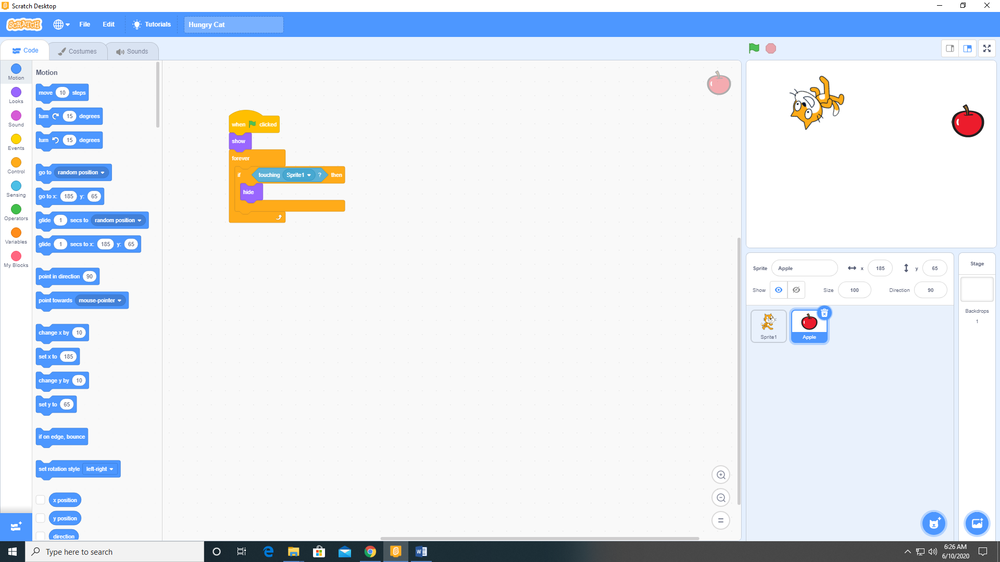 Scratch Desktop
SCRATCH
File
Edit
Tutorials
Hungry Cat
Code
Costumes
Sounds
Motion
Looks
Sound
Events
Control
Sensing
Operators
Variables
My Blocks
Motion
move 10 steps
turn 15 degrees
turn 15 degrees
go to random position
go to x: 185 y: 65
glide 1 secs to random position
glide 1 secs to x: 185 y: 65
point in direction 90
point towards mouse-pointer
change x by 10
set x to 185
change y by 10
set y to 65
if on edge, bounce
set rotation style left-right
x position
y position
direction
when clicked
show
forever
if touching Sprite1 ? then
hide
Sprite Apple x 185 y 65
Show Size 100 Direction 90
Sprite1
Apple
Stage
Backdrops
1
Type here to search
6:26 AM
6/10/2020